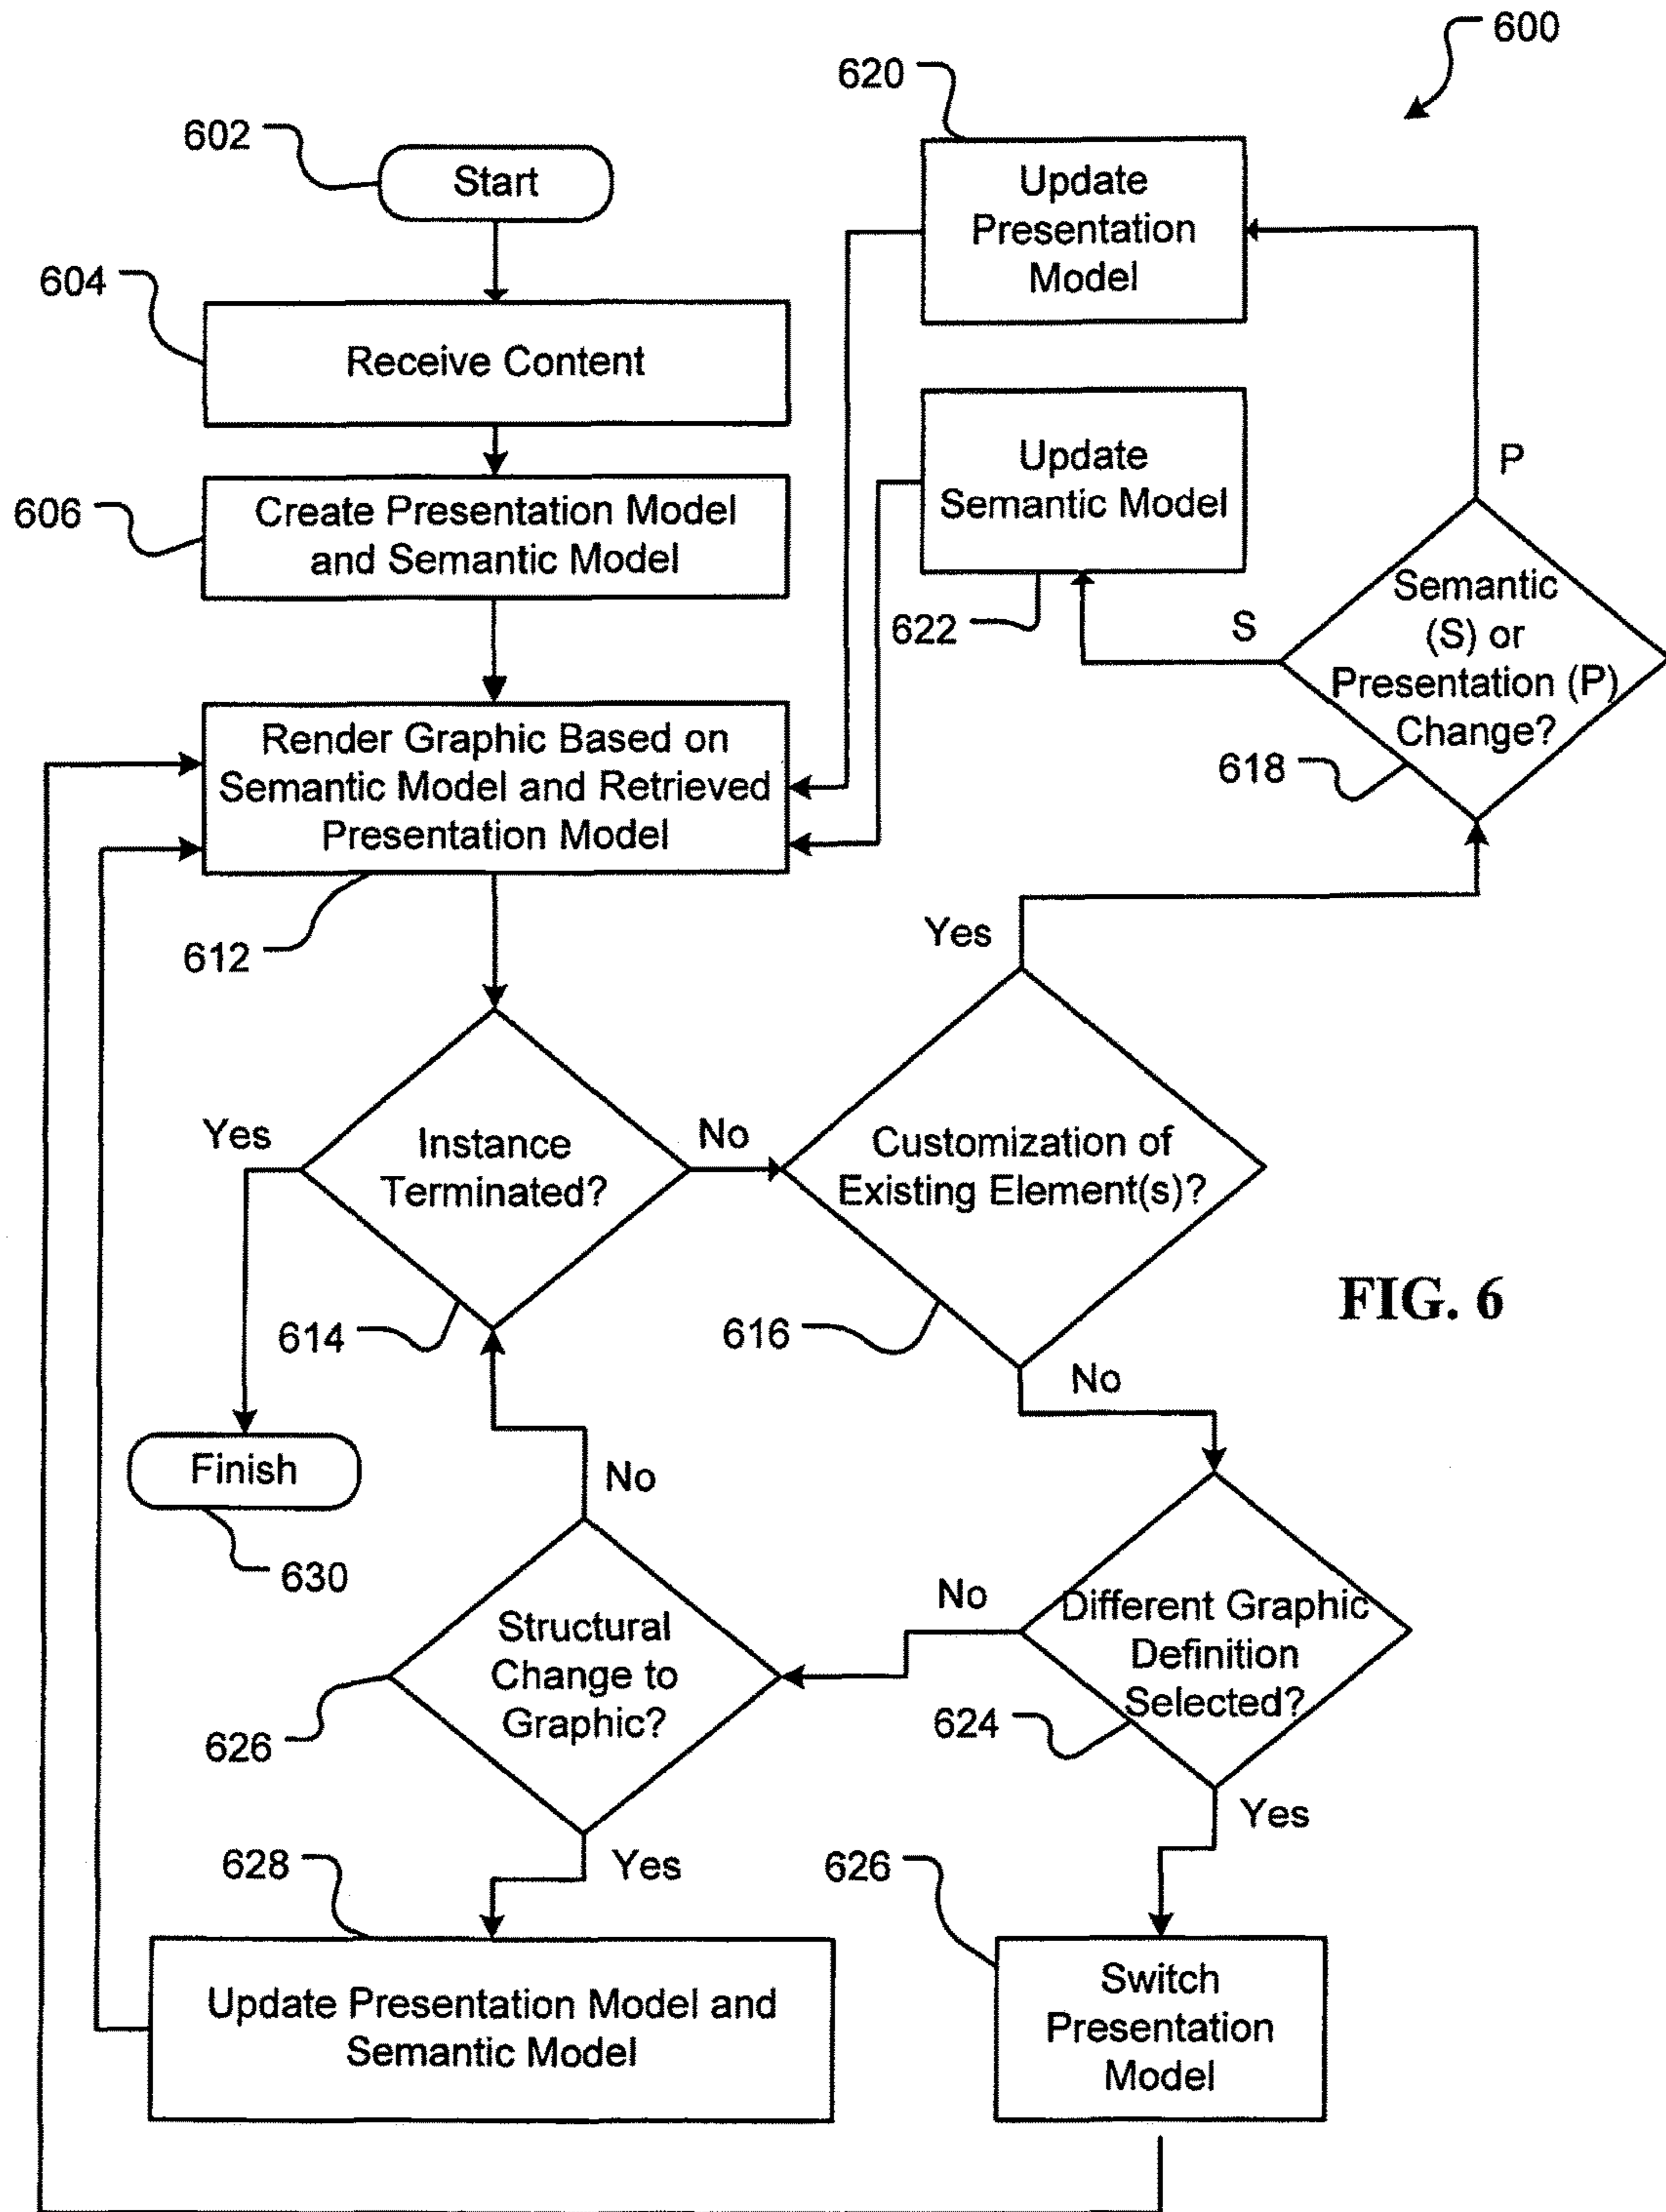 600
620
602
Start
Update
Presentation
Model
604
Receive Content
Update
Semantic Model
P
606
Create Presentation Model
and Semantic Model
622
S
Semantic
(S) or
Presentation (P)
Change?
Render Graphic Based on
Semantic Model and Retrieved
Presentation Model
618
612
Yes
Yes
Instance
Terminated?
No
Customization of
Existing Element(s)?
FIG. 6
614
616
No
Finish
No
630
Structural
Change to
Graphic?
No
Different Graphic
Definition
Selected?
626
624
Yes
628
Yes
626
Update Presentation Model and
Semantic Model
Switch
Presentation
Model